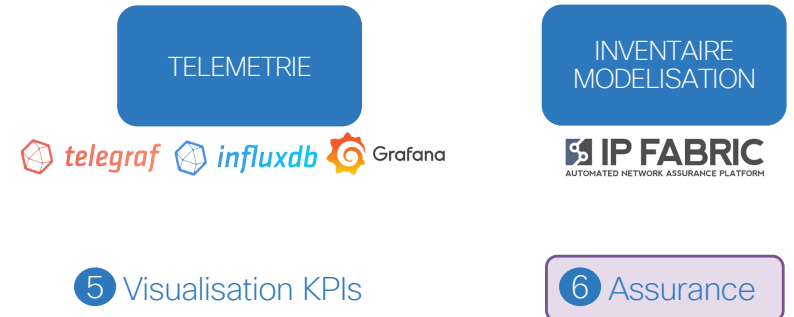 TELEMETRIE
INVENTAIRE
MODELISATION
telegraf
influxdb
Grafana
IP FABRIC
AUTOMATED NETWORK ASSURANCE PLATFORM
5 Visualisation KPIs
6 Assurance